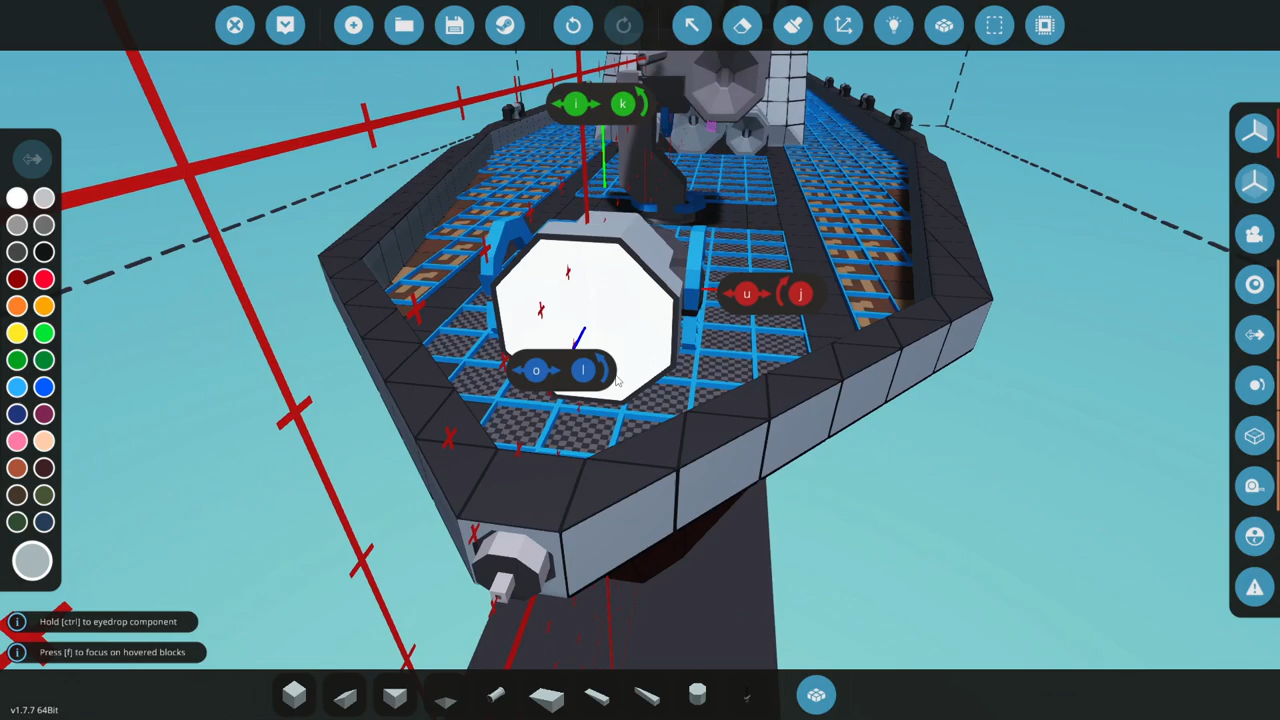 i k
u j
o l
Hold [ctrl] to eyedrop component
Press [f] to focus on hovered blocks
v1.7.7 64Bit